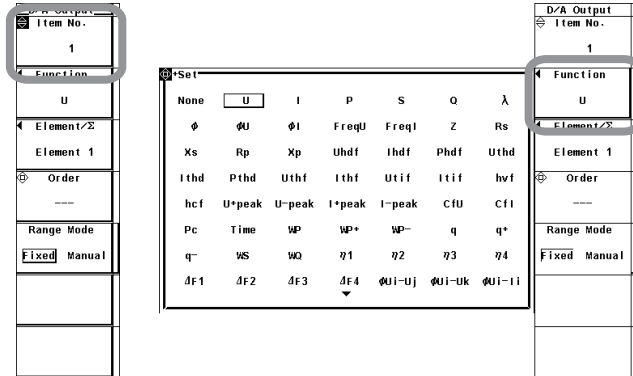 D/A Output
Item No.
1
Function
U
Element/Σ
Element 1
Order
---
Range Mode
Fixed Manual
+Set
None U I P S Q λ
ϕ ϕU ϕI FreqU FreqI Z Rs
Xs Rp Xp Uhdf Ihdf Phdf Uthd
Ithd Pthd Uthf Ithf Utif Itif hvf
hcf U+peak U-peak I+peak I-peak CfU CfI
Pc Time WP WP+ WP- q q+
q- WS WQ η1 η2 η3 η4
ΔF1 ΔF2 ΔF3 ΔF4 ϕUi-Uj ϕUi-Uk ϕUi-Ii
D/A Output
Item No.
1
Function
U
Element/Σ
Element 1
Order
---
Range Mode
Fixed Manual